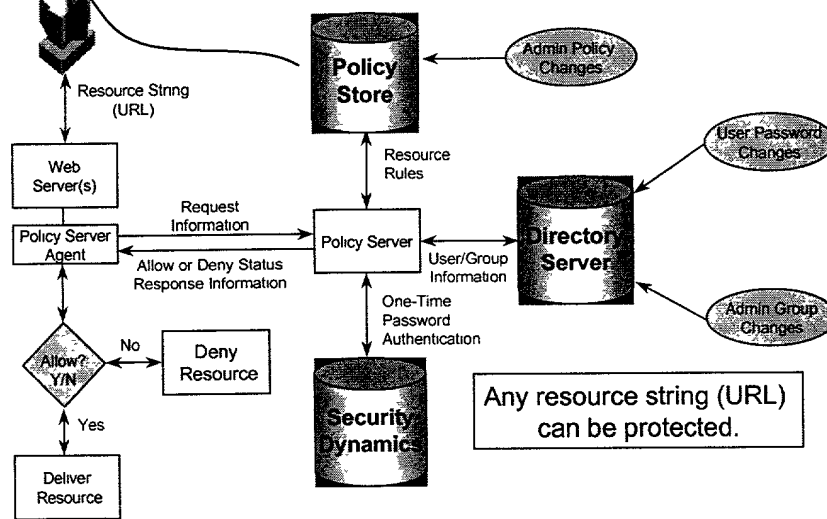 Policy
Store
Admin Policy
Changes
Resource String
(URL)
Resource
Rules
User Password
Changes
Web
Server(s)
Request
Information
Policy Server
Agent
Policy Server
Allow or Deny Status
Response Information
User/Group
Information
Directory
Server
One-Time
Password
Authentication
Admin Group
Changes
Allow?
Y/N
No
Deny
Resource
Yes
Security
Dynamics
Any resource string (URL)
can be protected.
Deliver
Resource